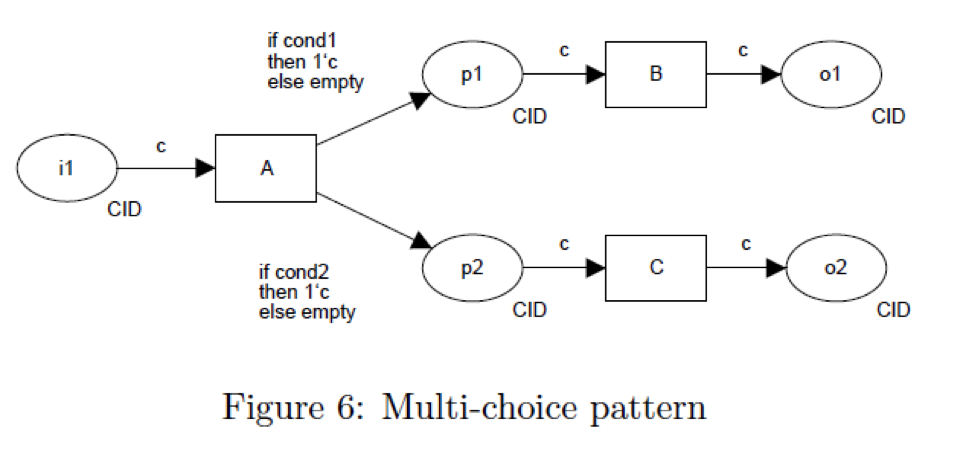 if cond1
then 1‘c
else empty
p1
c
B
c
o1
CID
CID
i1
c
A
CID
if cond2
then 1‘c
else empty
p2
c
C
c
o2
CID
CID
Figure 6: Multi-choice pattern